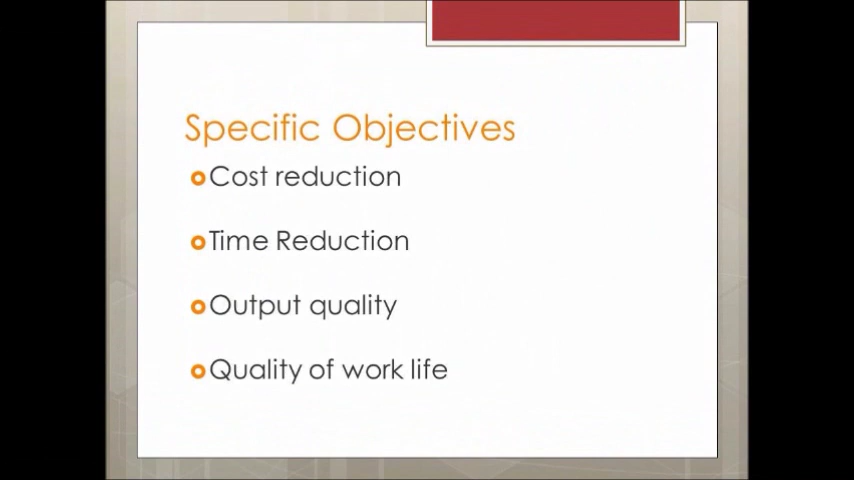 Specific Objectives
Cost reduction
Time Reduction
Output quality
Quality of work life